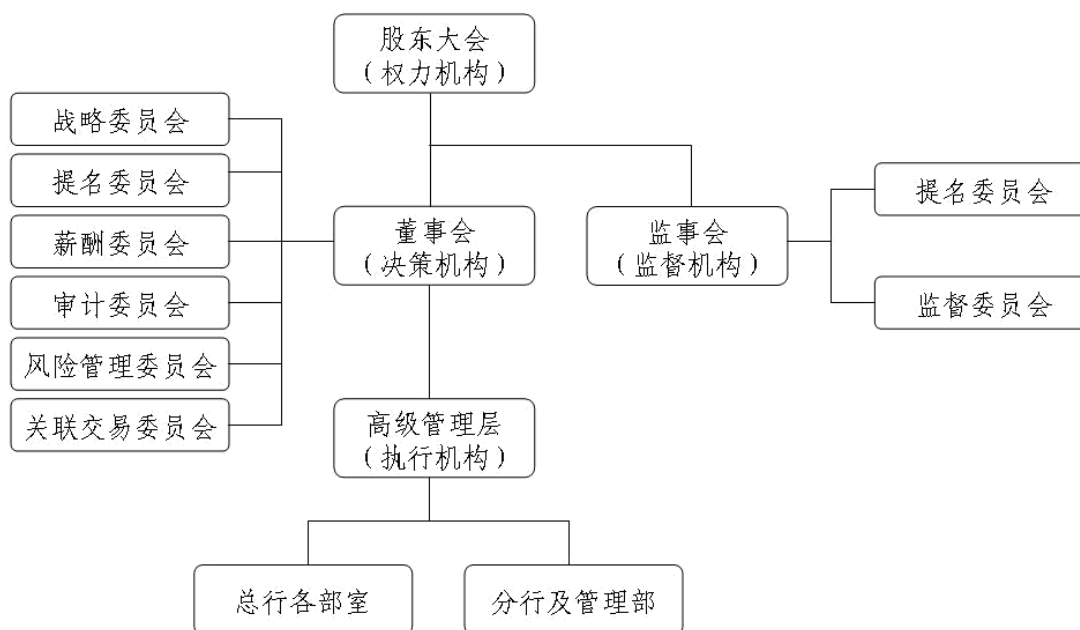 股东大会
（权力机构）
战略委员会
提名委员会
薪酬委员会
审计委员会
风险管理委员会
关联交易委员会
董事会
（决策机构）
监事会
（监督机构）
提名委员会
监督委员会
高级管理层
（执行机构）
总行各部室
分行及管理部